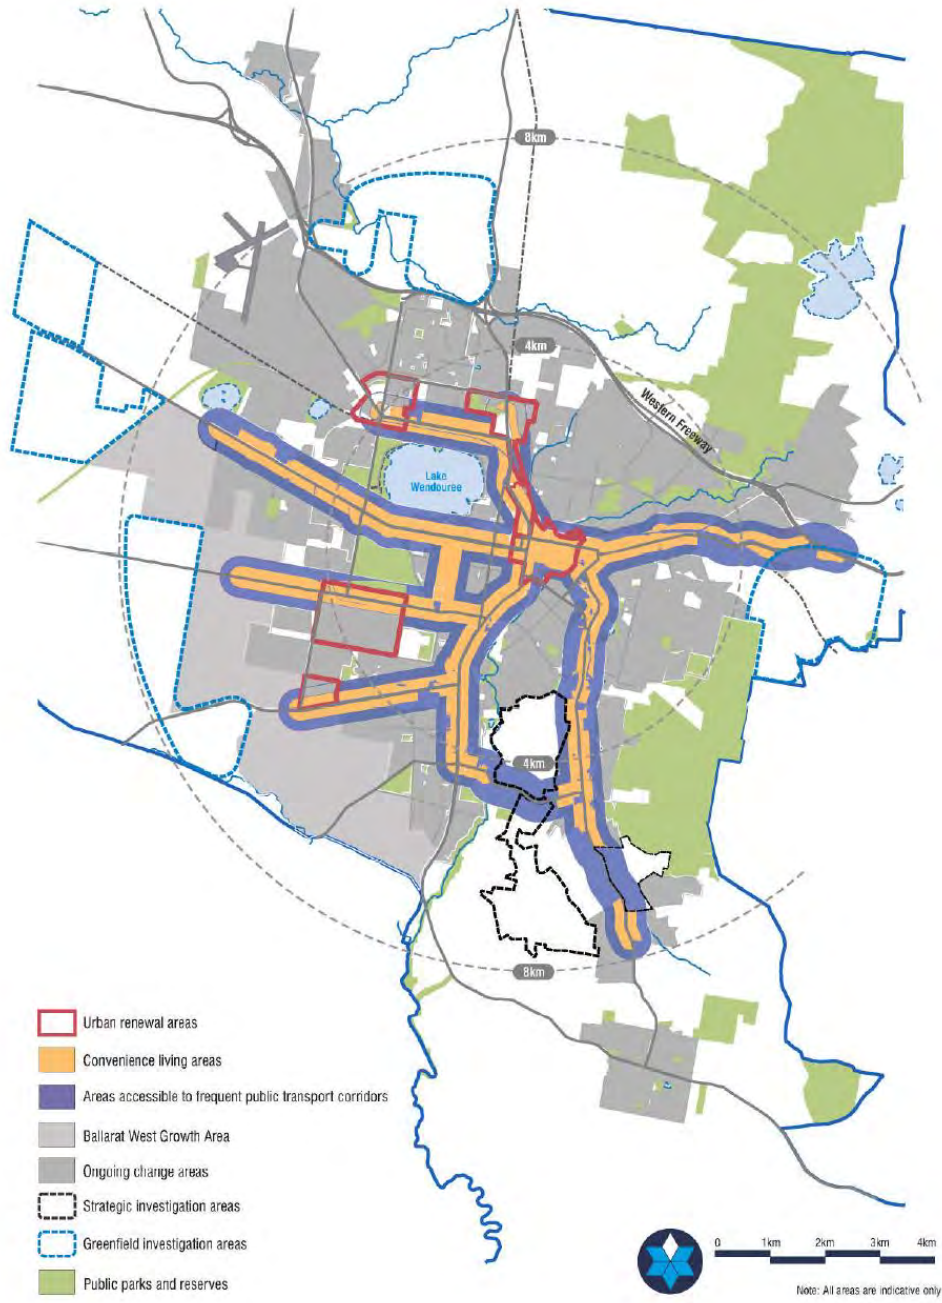 8km
4km
Western Freeway
Lake
Wendouree
4km
8km
Urban renewal areas
Convenience living areas
Areas accessible to frequent public transport corridors
Ballarat West Growth Area
Ongoing change areas
Strategic investigation areas
Greenfield investigation areas
Public parks and reserves
0 1km 2km 3km 4km
Note: All areas are indicative only